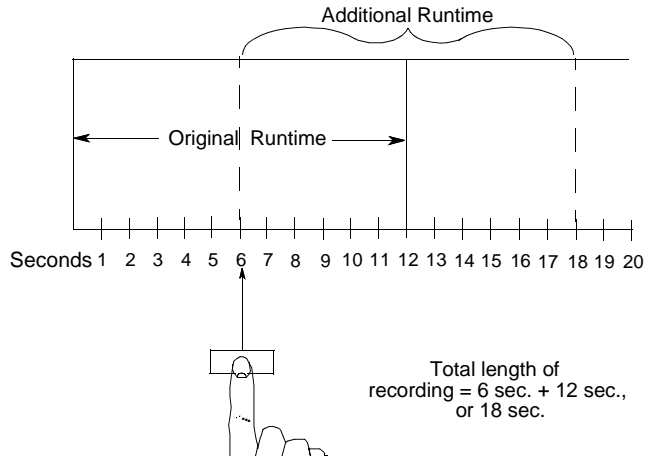 Additional Runtime
Original Runtime
Seconds 1 2 3 4 5 6 7 8 9 10 11 12 13 14 15 16 17 18 19 20
Total length of
recording = 6 sec. + 12 sec.,
or 18 sec.